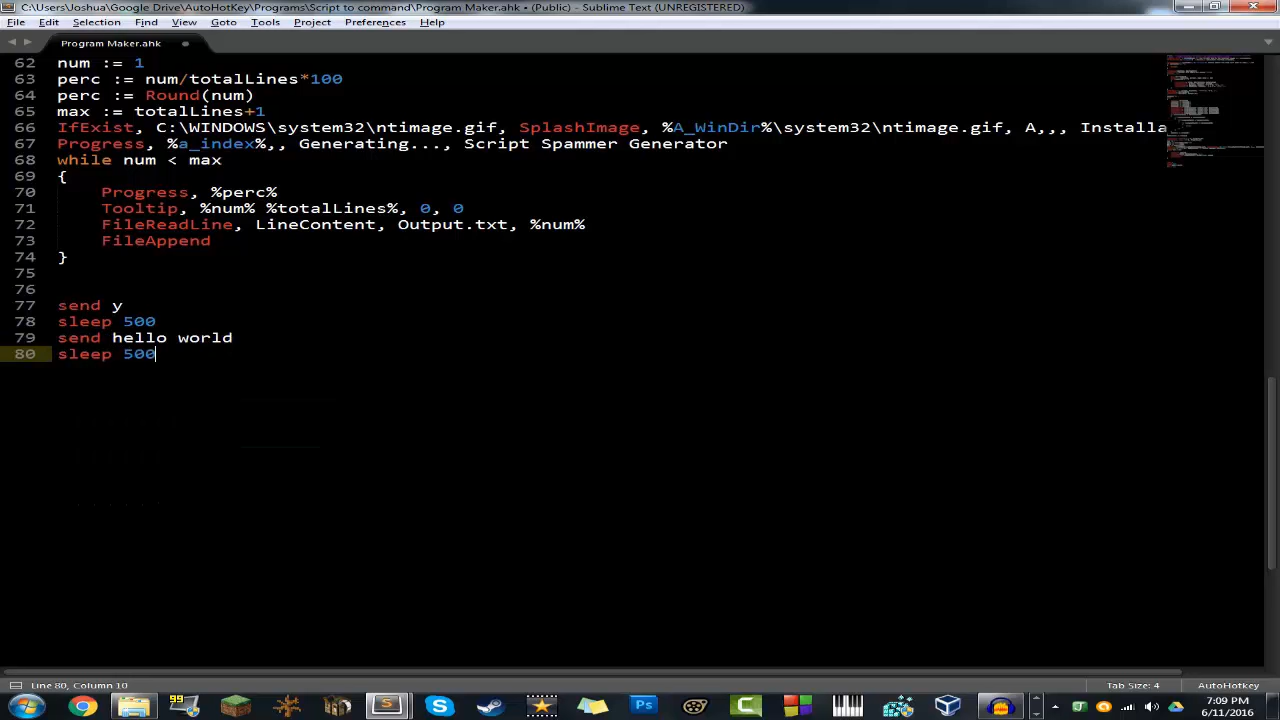 C:\Users\Joshua\Google Drive\AutoHotKey\Programs\Script to command\Program Maker.ahk • (Public) - Sublime Text (UNREGISTERED)
File Edit Selection Find View Goto Tools Project Preferences Help
Program Maker.ahk
62 num := 1
63 perc := num/totalLines*100
64 perc := Round(num)
65 max := totalLines+1
66 IfExist, C:\WINDOWS\system32\ntimage.gif, SplashImage, %A_WinDir%\system32\ntimage.gif, A,,, Installa
67 Progress, %a_index%,, Generating..., Script Spammer Generator
68 while num < max
69 {
70 Progress, %perc%
71 Tooltip, %num% %totalLines%, 0, 0
72 FileReadLine, LineContent, Output.txt, %num%
73 FileAppend
74 }
75
76
77 send y
78 sleep 500
79 send hello world
80 sleep 500
Line 80, Column 10
Tab Size: 4
AutoHotkey
99
Ps
7:09 PM
6/11/2016